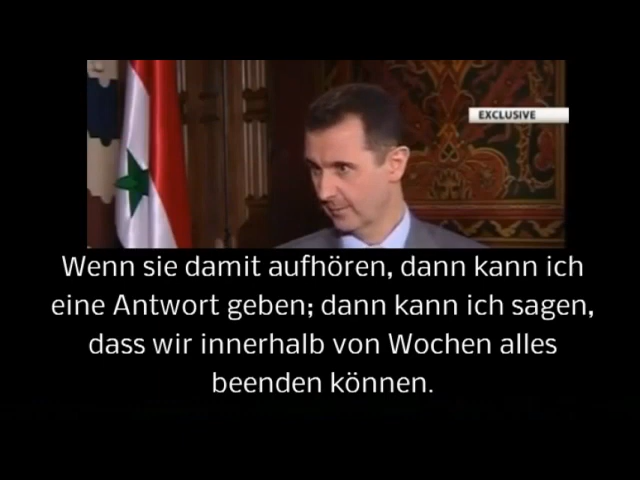 EXCLUSIVE
Wenn sie damit aufhören, dann kann ich
eine Antwort geben; dann kann ich sagen,
dass wir innerhalb von Wochen alles
beenden können.